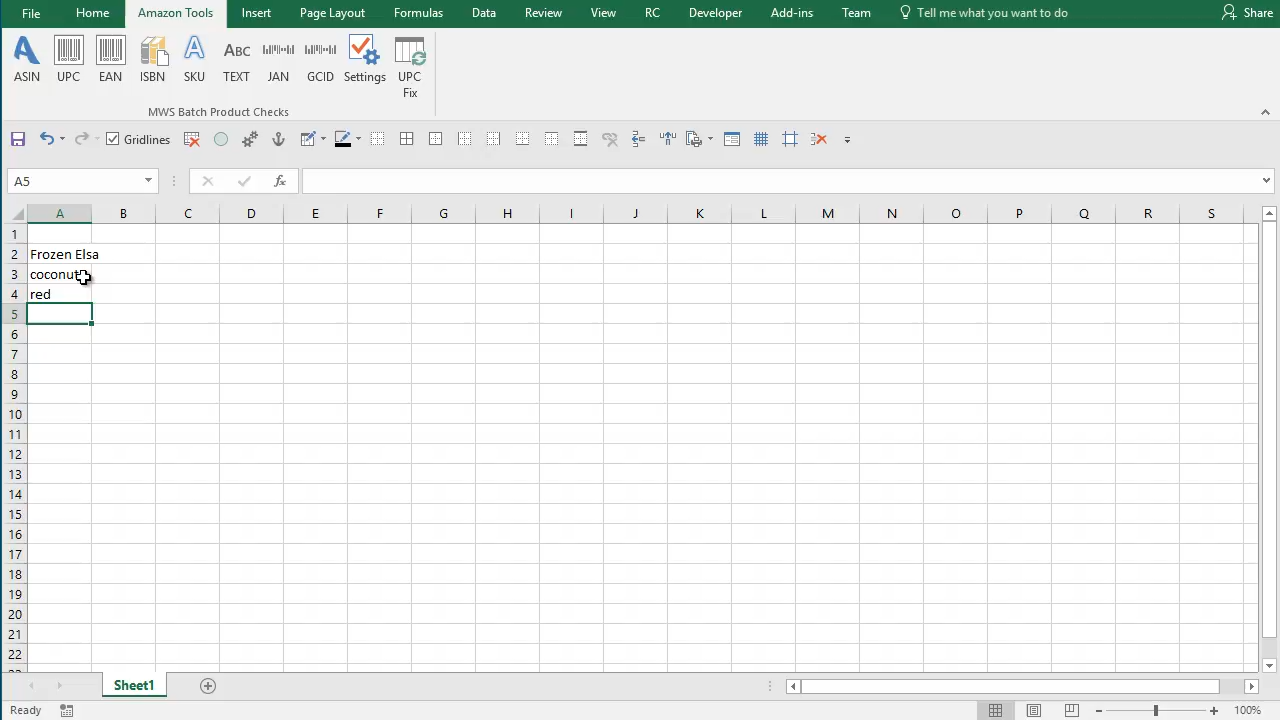 File Home Amazon Tools Insert Page Layout Formulas Data Review View RC Developer Add-ins Team Tell me what you want to do Share
ABC
ASIN UPC EAN ISBN SKU TEXT JAN GCID Settings UPC Fix
MWS Batch Product Checks
Gridlines
A5 fx
A B C D E F G H I J K L M N O P Q R S
1
2 Frozen Elsa
3 coconut
4 red
5
6
7
8
9
10
11
12
13
14
15
16
17
18
19
20
21
22
Sheet1
Ready 100%